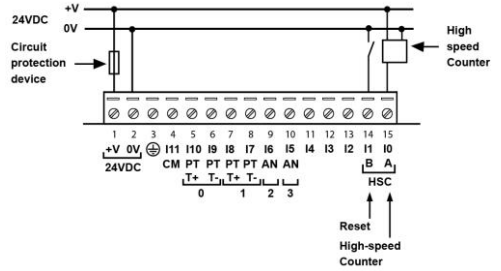 +V
24VDC
0V
Circuit
protection
device
High
speed
Counter
1 2 3 4 5 6 7 8 9 10 11 12 13 14 15
+V 0V I11 I10 I9 I8 I7 I6 I5 I4 I3 I2 I1 I0
24VDC CM PT PT PT PT AN AN B A
T+ T- T+ T- HSC
0 1 2 3
Reset
High-speed
Counter